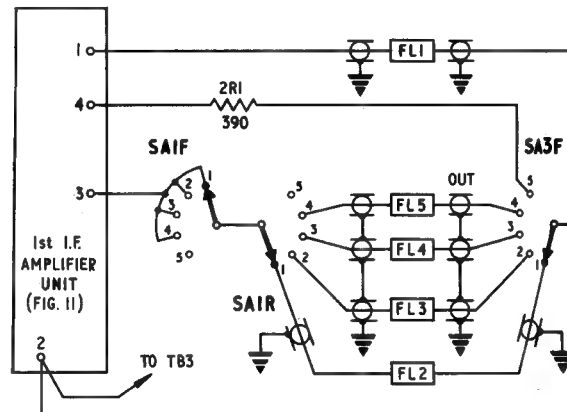 1 FL1
4 2R1
390
SA1F SA3F
1 5
2 5 OUT
3 4 FL5 4
3
4 3 FL4 3
1st I.F.
AMPLIFIER
UNIT
(FIG. 11)
5 2 2
1 1
SA1R FL3
2
TO TB3
FL2